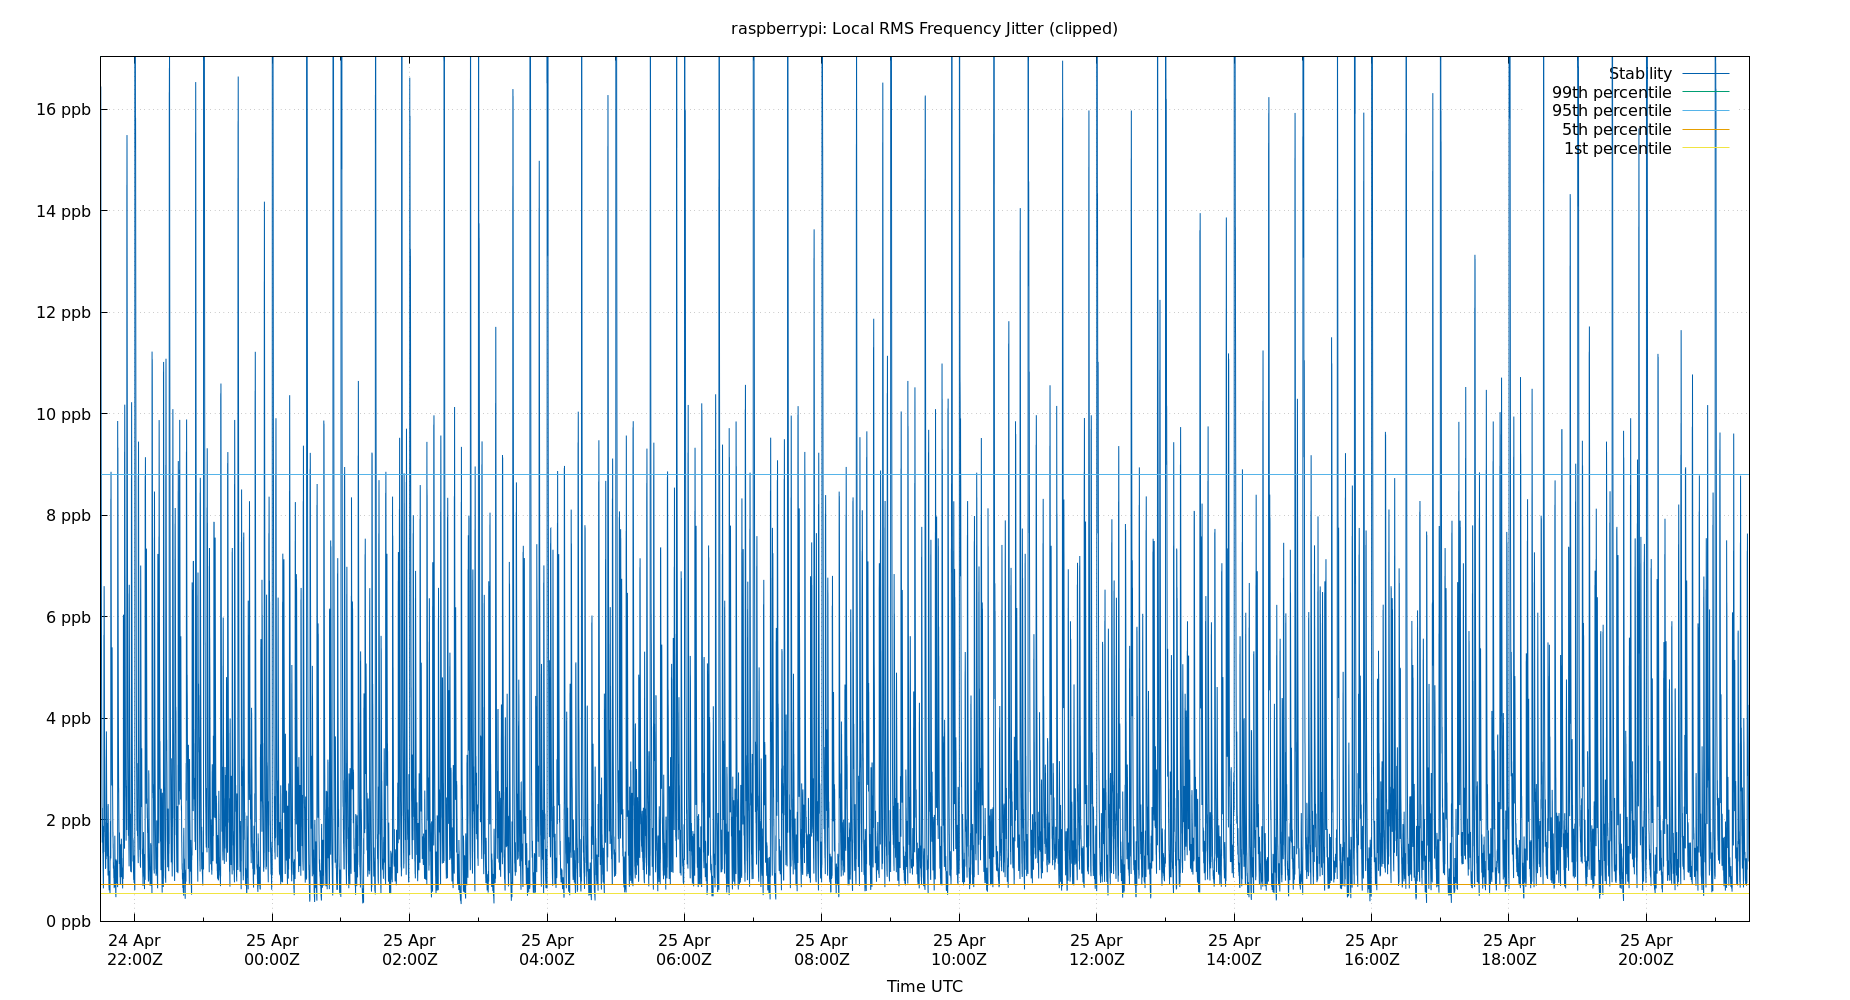 raspberrypi: Local RMS Frequency Jitter (clipped)
Stability
99th percentile
95th percentile
5th percentile
1st percentile
16 ppb
14 ppb
12 ppb
10 ppb
8 ppb
6 ppb
4 ppb
2 ppb
0 ppb
24 Apr 25 Apr 25 Apr 25 Apr 25 Apr 25 Apr 25 Apr 25 Apr 25 Apr 25 Apr 25 Apr 25 Apr
22:00Z 00:00Z 02:00Z 04:00Z 06:00Z 08:00Z 10:00Z 12:00Z 14:00Z 16:00Z 18:00Z 20:00Z
Time UTC